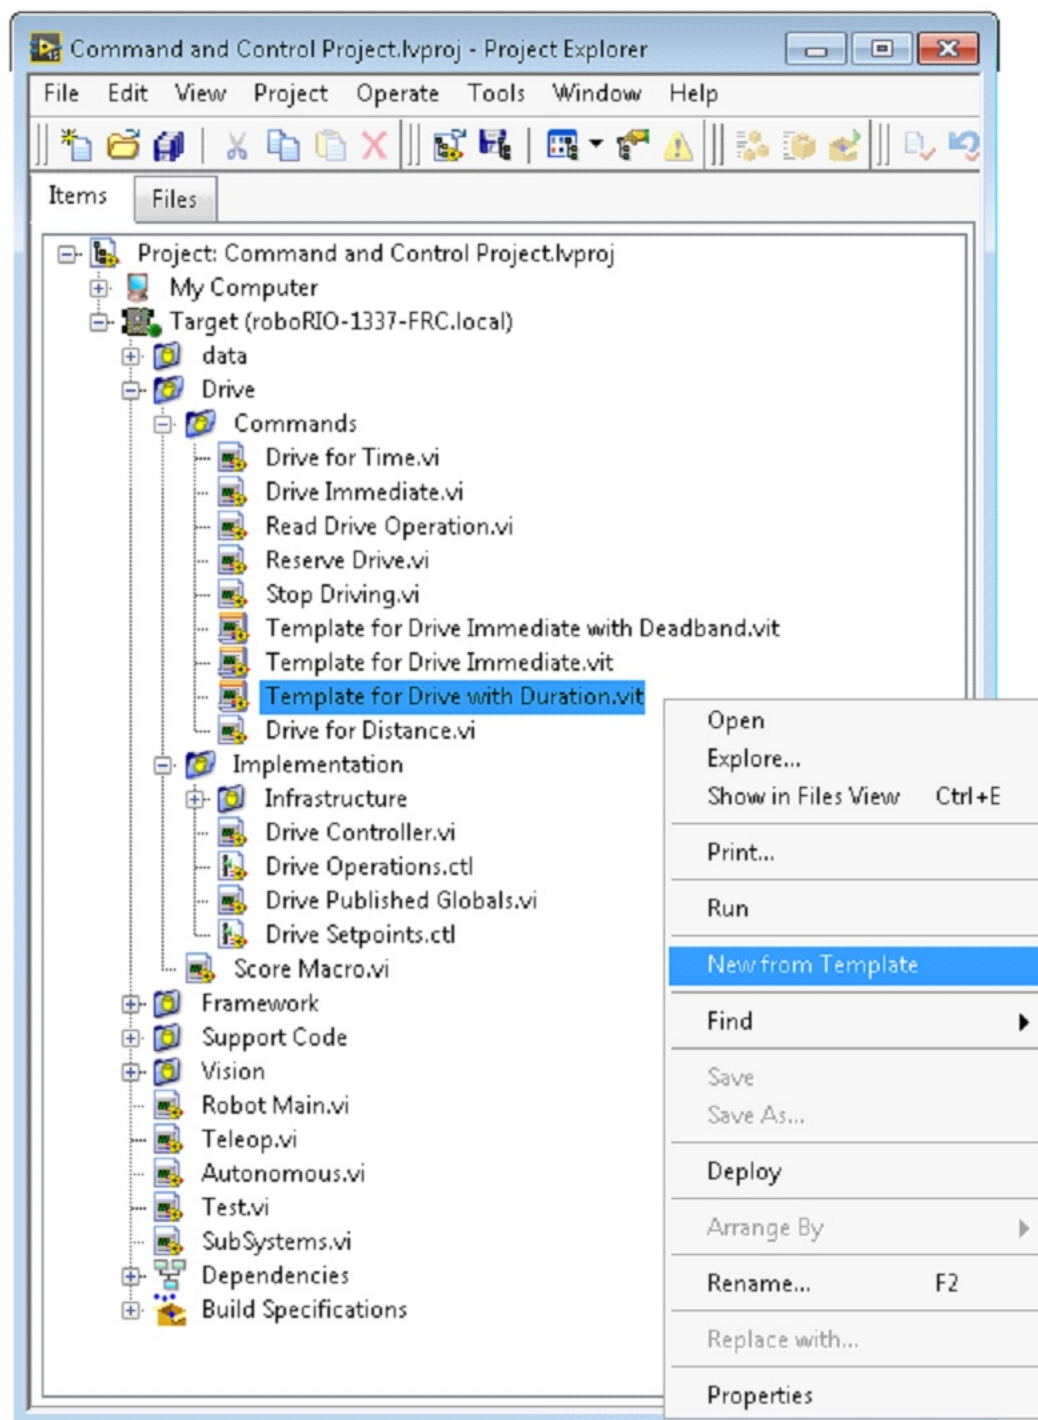 Command and Control Project.lvproj - Project Explorer
File Edit View Project Operate Tools Window Help
Items Files
Project: Command and Control Project.lvproj
My Computer
Target (roboRIO-1337-FRC.local)
data
Drive
Commands
Drive for Time.vi
Drive Immediate.vi
Read Drive Operation.vi
Reserve Drive.vi
Stop Driving.vi
Template for Drive Immediate with Deadband.vit
Template for Drive Immediate.vit
Template for Drive with Duration.vit
Drive for Distance.vi
Implementation
Infrastructure
Drive Controller.vi
Drive Operations.ctl
Drive Published Globals.vi
Drive Setpoints.ctl
Score Macro.vi
Framework
Support Code
Vision
Robot Main.vi
Teleop.vi
Autonomous.vi
Test.vi
SubSystems.vi
Dependencies
Build Specifications
Open
Explore...
Show in Files View Ctrl+E
Print...
Run
New from Template
Find
Save
Save As...
Deploy
Arrange By
Rename... F2
Replace with...
Properties